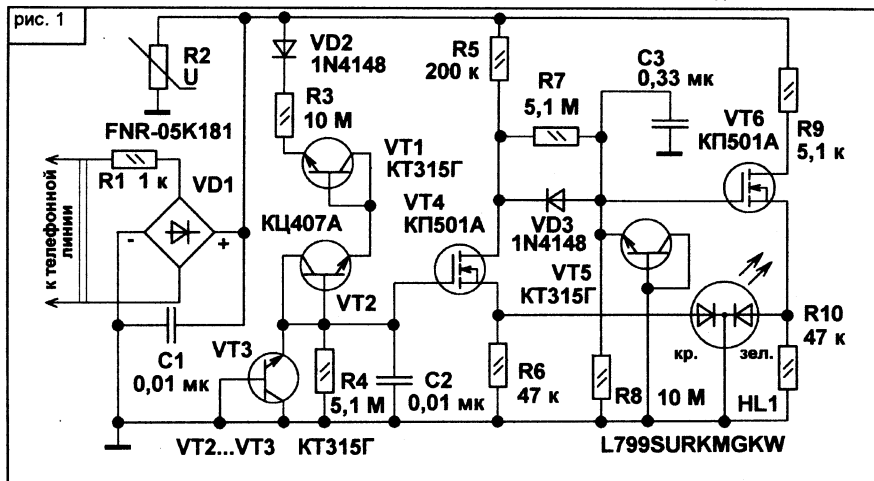 рис. 1
R2
U
FNR-05K181
VD2
1N4148
R3
10 М
VT1
КТ315Г
R5
200 к
R7
5,1 М
C3
0,33 мк
VT6
КП501А
R9
5,1 к
к телефонной
линии
R1 1 к
VD1
КЦ407А
-
+
VT2
VT4
КП501А
VD3
1N4148
VT5
КТ315Г
C1
0,01 мк
VT3
R4
5,1 М
C2
0,01 мк
R6
47 к
R8
10 М
кр.
зел.
R10
47 к
HL1
VT2...VT3 КТ315Г
L799SURKMGKW